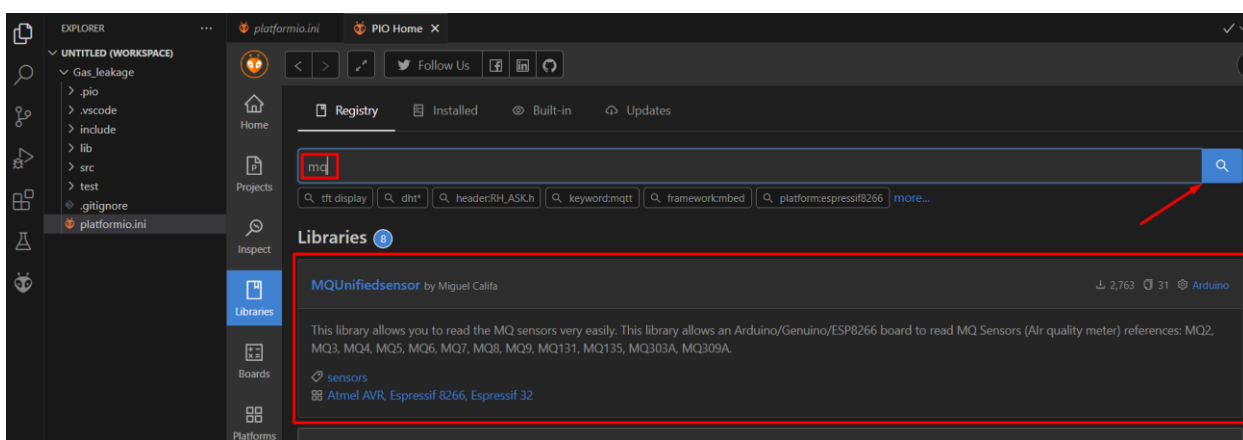 EXPLORER ...
platformio.ini PIO Home
UNTITLED (WORKSPACE)
Gas_leakage
.pio
.vscode
include
lib
src
test
.gitignore
platformio.ini
Follow Us
Home
Projects
Inspect
Libraries
Boards
Platforms
Registry Installed Built-in Updates
mq
tft display dht* header:RH_ASK.h keyword:mqtt framework:mbed platform:espressif8266 more...
Libraries 8
MQUnifiedsensor by Miguel Califa 2,763 31 Arduino
This library allows you to read the MQ sensors very easily. This library allows an Arduino/Genuino/ESP8266 board to read MQ Sensors (AIr quality meter) references: MQ2,
MQ3, MQ4, MQ5, MQ6, MQ7, MQ8, MQ9, MQ131, MQ135, MQ303A, MQ309A.
sensors
Atmel AVR, Espressif 8266, Espressif 32